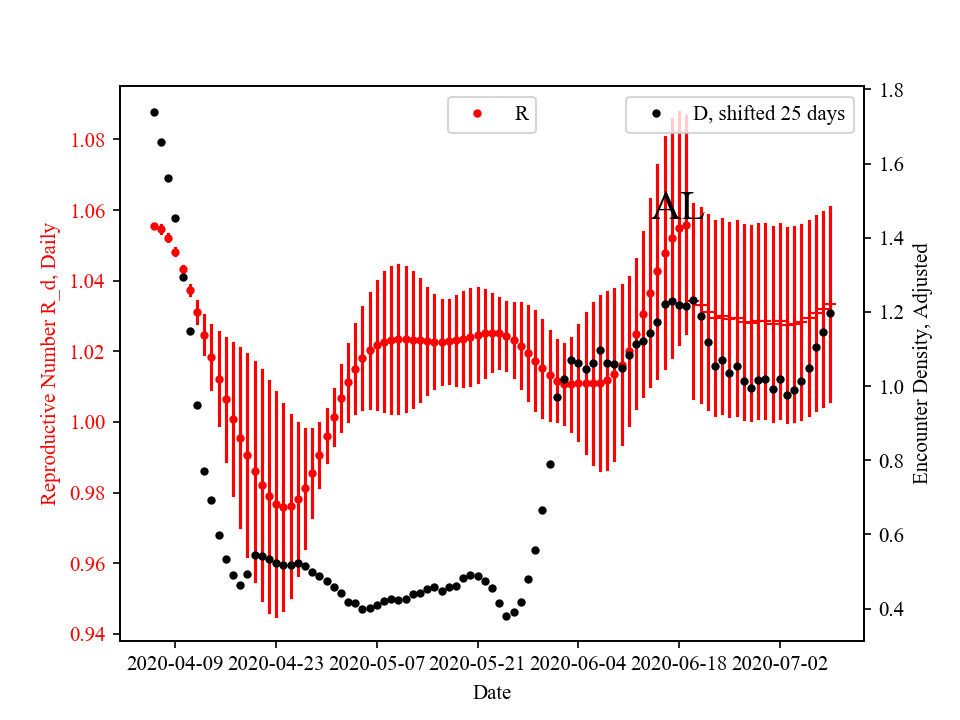 R
D, shifted 25 days
AL
Reproductive Number R_d, Daily
1.08
1.06
1.04
1.02
1.00
0.98
0.96
0.94
1.8
1.6
1.4
1.2
1.0
0.8
0.6
0.4
Encounter Density, Adjusted
2020-04-09 2020-04-23 2020-05-07 2020-05-21 2020-06-04 2020-06-18 2020-07-02
Date